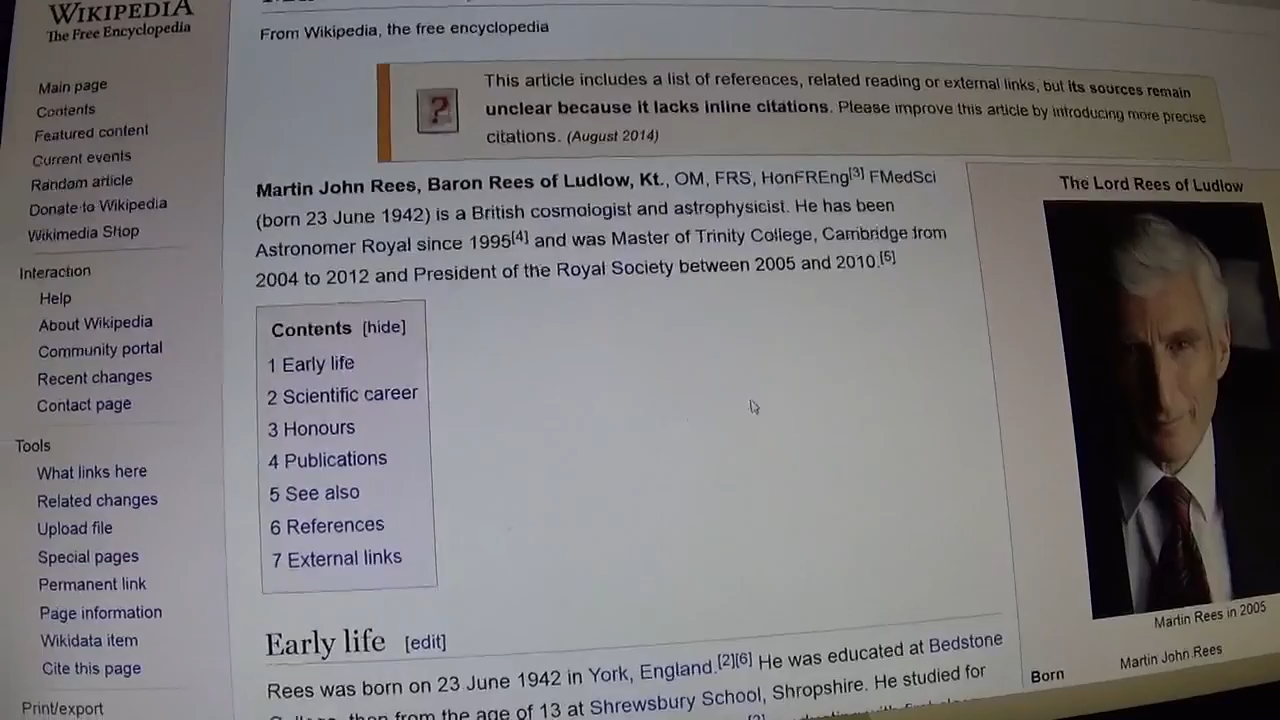 WIKIPEDIA
The Free Encyclopedia
Main page
Contents
Featured content
Current events
Random article
Donate to Wikipedia
Wikimedia Shop
Interaction
Help
About Wikipedia
Community portal
Recent changes
Contact page
Tools
What links here
Related changes
Upload file
Special pages
Permanent link
Page information
Wikidata item
Cite this page
Print/export
From Wikipedia, the free encyclopedia
This article includes a list of references, related reading or external links, but its sources remain
unclear because it lacks inline citations. Please improve this article by introducing more precise
citations. (August 2014)
Martin John Rees, Baron Rees of Ludlow, Kt., OM, FRS, HonFREng[3] FMedSci
(born 23 June 1942) is a British cosmologist and astrophysicist. He has been
Astronomer Royal since 1995[4] and was Master of Trinity College, Cambridge from
2004 to 2012 and President of the Royal Society between 2005 and 2010.[5]
Contents [hide]
1 Early life
2 Scientific career
3 Honours
4 Publications
5 See also
6 References
7 External links
Early life [edit]
Rees was born on 23 June 1942 in York, England.[2][6] He was educated at Bedstone
then from the age of 13 at Shrewsbury School, Shropshire. He studied for
The Lord Rees of Ludlow
Martin Rees in 2005
Born Martin John Rees